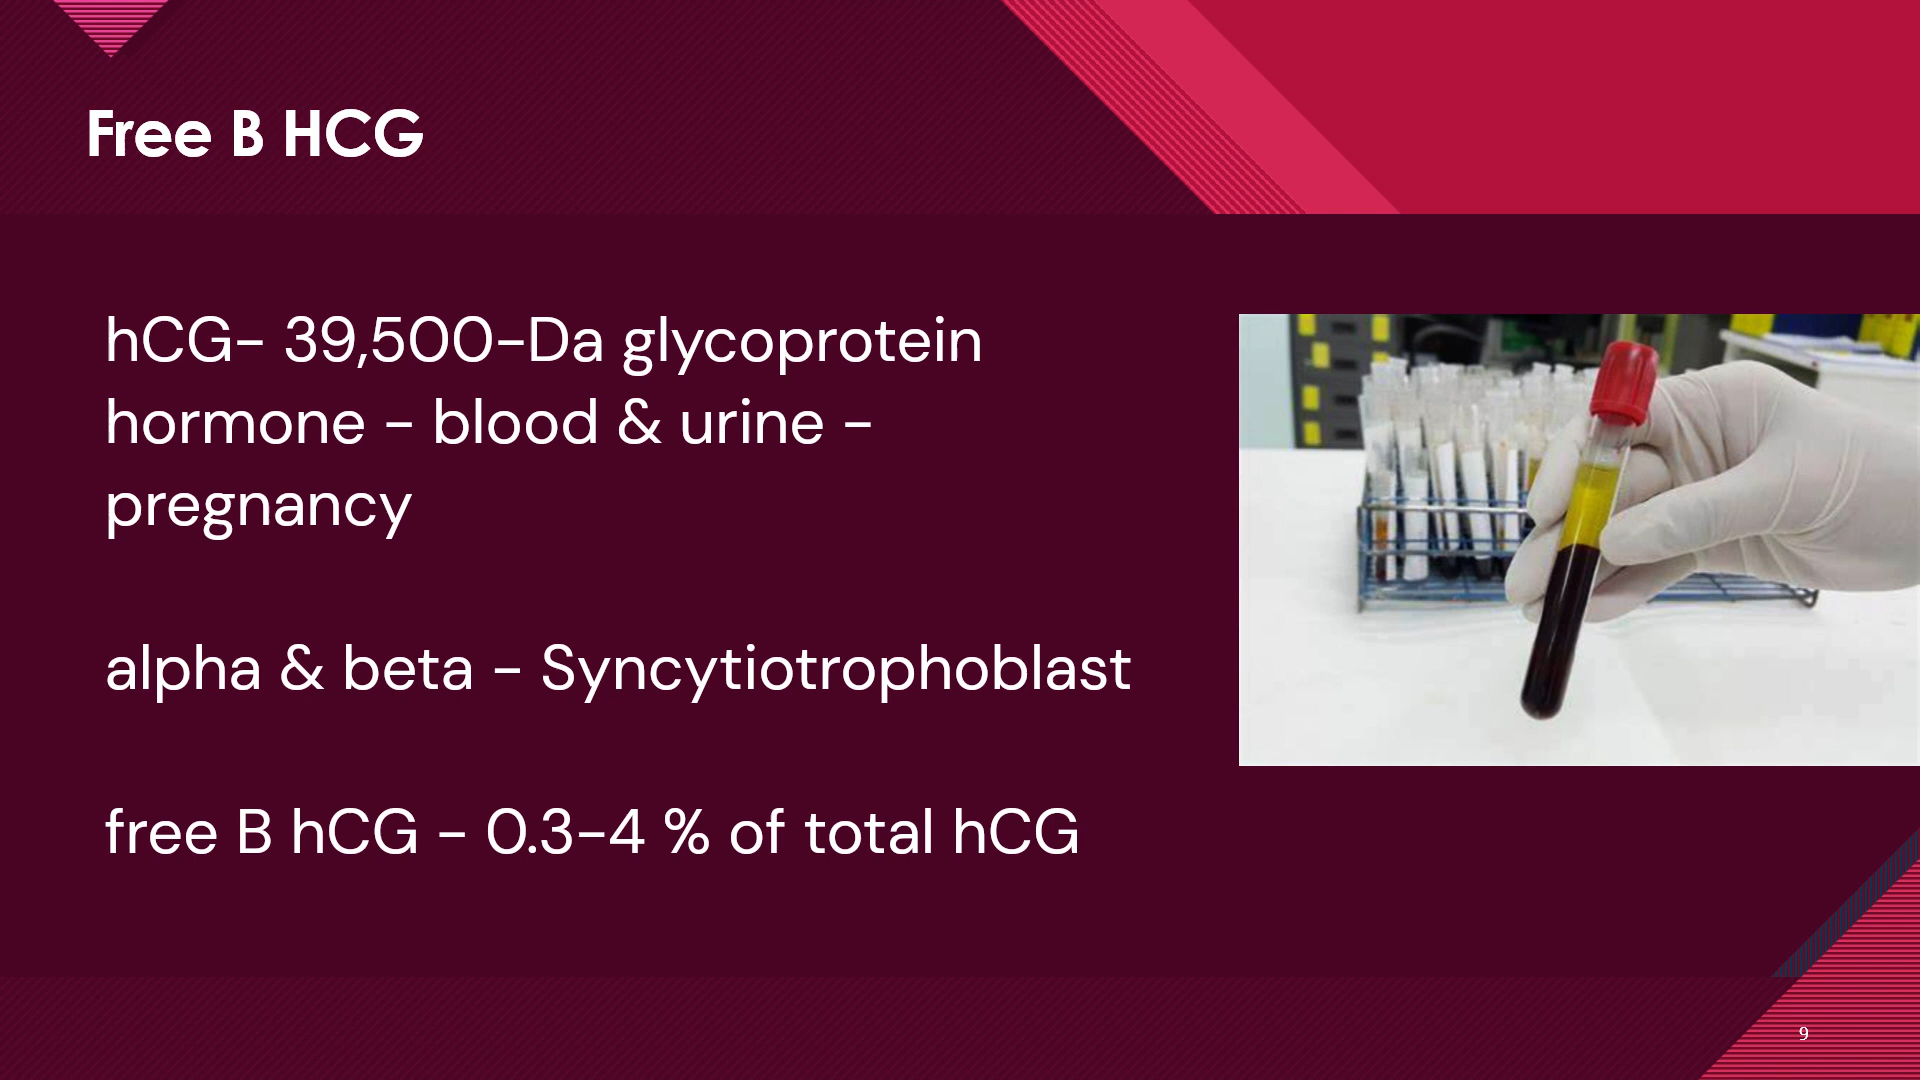 Free B HCG
hCG- 39,500-Da glycoprotein
hormone - blood & urine -
pregnancy
alpha & beta - Syncytiotrophoblast
free B hCG - 0.3-4 % of total hCG
9